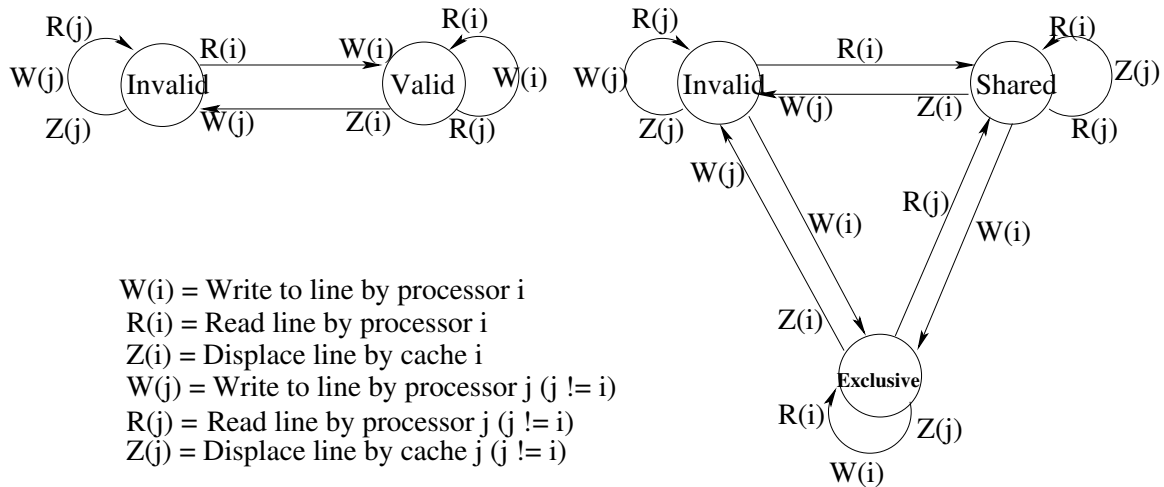 R(j)
R(i)
W(i)
R(i)
W(j)
Invalid
Valid
W(i)
Z(j)
W(j)
Z(i)
R(j)
R(j)
R(i)
R(i)
W(j)
Invalid
Shared
Z(j)
Z(j)
W(j)
Z(i)
R(j)
W(j)
R(j)
W(i)
W(i)
Z(i)
Exclusive
R(i)
Z(j)
W(i)
W(i) = Write to line by processor i
R(i) = Read line by processor i
Z(i) = Displace line by cache i
W(j) = Write to line by processor j (j != i)
R(j) = Read line by processor j (j != i)
Z(j) = Displace line by cache j (j != i)